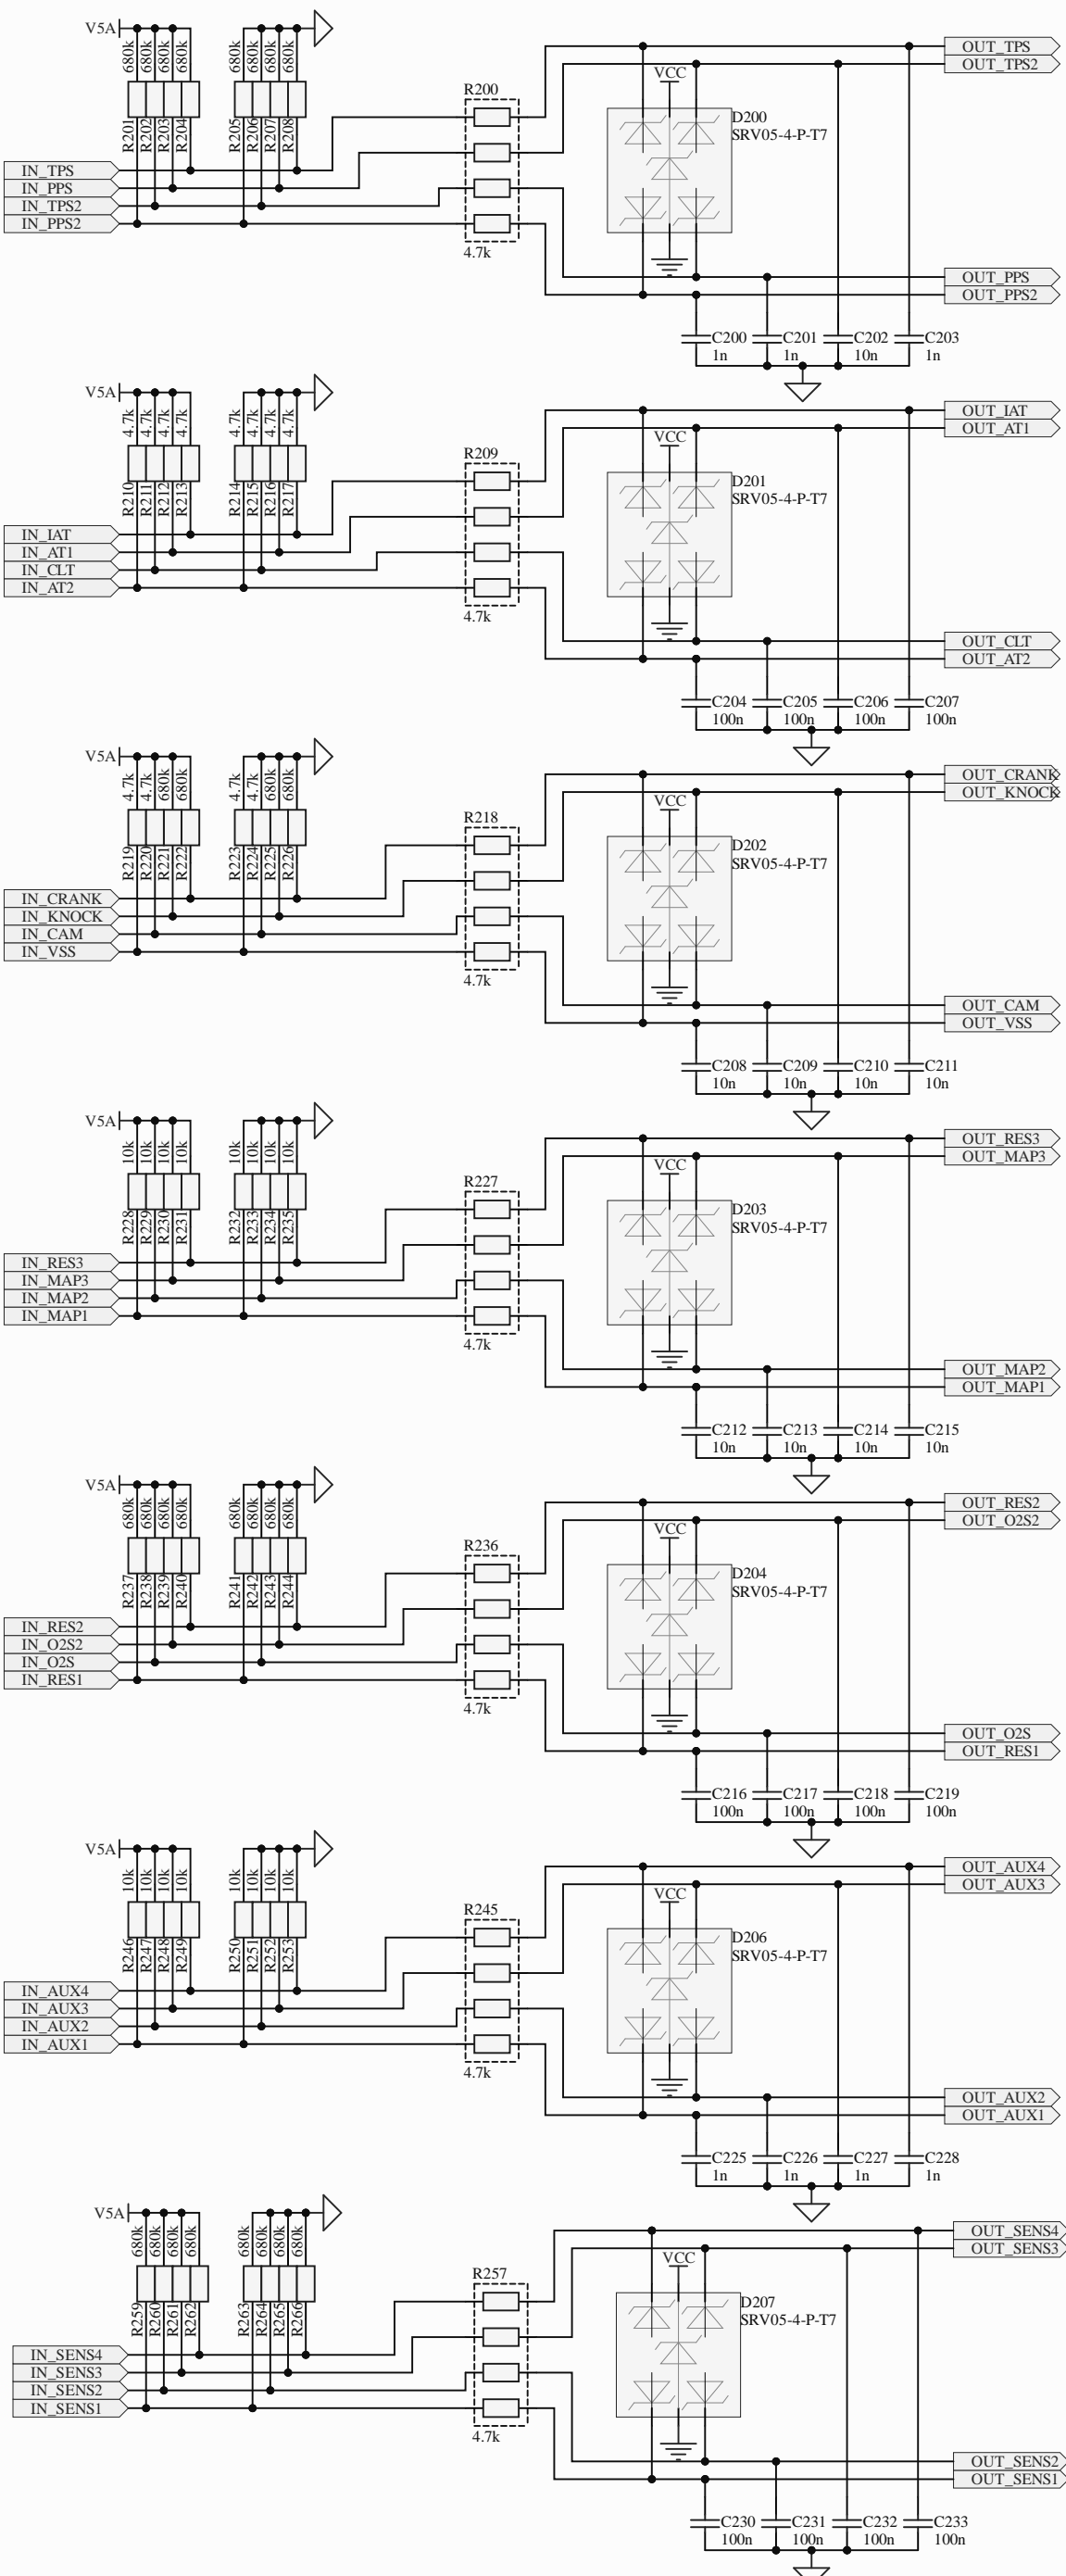 V5A
680k
680k
680k
680k
680k
680k
680k
680k
R201
R202
R203
R204
R205
R206
R207
R208
IN_TPS
IN_PPS
IN_TPS2
IN_PPS2
R200
4.7k
VCC
D200
SRV05-4-P-T7
OUT_TPS
OUT_TPS2
OUT_PPS
OUT_PPS2
C200
1n
C201
1n
C202
10n
C203
1n
V5A
4.7k
4.7k
4.7k
4.7k
4.7k
4.7k
4.7k
4.7k
R210
R211
R212
R213
R214
R215
R216
R217
IN_IAT
IN_AT1
IN_CLT
IN_AT2
R209
4.7k
VCC
D201
SRV05-4-P-T7
OUT_IAT
OUT_AT1
OUT_CLT
OUT_AT2
C204
100n
C205
100n
C206
100n
C207
100n
V5A
4.7k
4.7k
680k
680k
4.7k
4.7k
680k
680k
R219
R220
R221
R222
R223
R224
R225
R226
IN_CRANK
IN_KNOCK
IN_CAM
IN_VSS
R218
4.7k
VCC
D202
SRV05-4-P-T7
OUT_CRANK
OUT_KNOCK
OUT_CAM
OUT_VSS
C208
10n
C209
10n
C210
10n
C211
10n
V5A
10k
10k
10k
10k
10k
10k
10k
10k
R228
R229
R230
R231
R232
R233
R234
R235
IN_RES3
IN_MAP3
IN_MAP2
IN_MAP1
R227
4.7k
VCC
D203
SRV05-4-P-T7
OUT_RES3
OUT_MAP3
OUT_MAP2
OUT_MAP1
C212
10n
C213
10n
C214
10n
C215
10n
V5A
680k
680k
680k
680k
680k
680k
680k
680k
R237
R238
R239
R240
R241
R242
R243
R244
IN_RES2
IN_O2S2
IN_O2S
IN_RES1
R236
4.7k
VCC
D204
SRV05-4-P-T7
OUT_RES2
OUT_O2S2
OUT_O2S
OUT_RES1
C216
100n
C217
100n
C218
100n
C219
100n
V5A
10k
10k
10k
10k
10k
10k
10k
10k
R246
R247
R248
R249
R250
R251
R252
R253
IN_AUX4
IN_AUX3
IN_AUX2
IN_AUX1
R245
4.7k
VCC
D206
SRV05-4-P-T7
OUT_AUX4
OUT_AUX3
OUT_AUX2
OUT_AUX1
C225
1n
C226
1n
C227
1n
C228
1n
V5A
680k
680k
680k
680k
680k
680k
680k
680k
R259
R260
R261
R262
R263
R264
R265
R266
IN_SENS4
IN_SENS3
IN_SENS2
IN_SENS1
R257
4.7k
VCC
D207
SRV05-4-P-T7
OUT_SENS4
OUT_SENS3
OUT_SENS2
OUT_SENS1
C230
100n
C231
100n
C232
100n
C233
100n